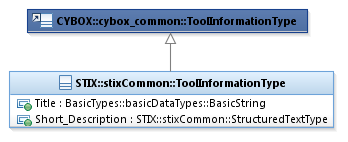 CYBOX::cybox_common::ToolInformationType
STIX::stixCommon::ToolInformationType
Title : BasicTypes::basicDataTypes::BasicString
Short_Description : STIX::stixCommon::StructuredTextType